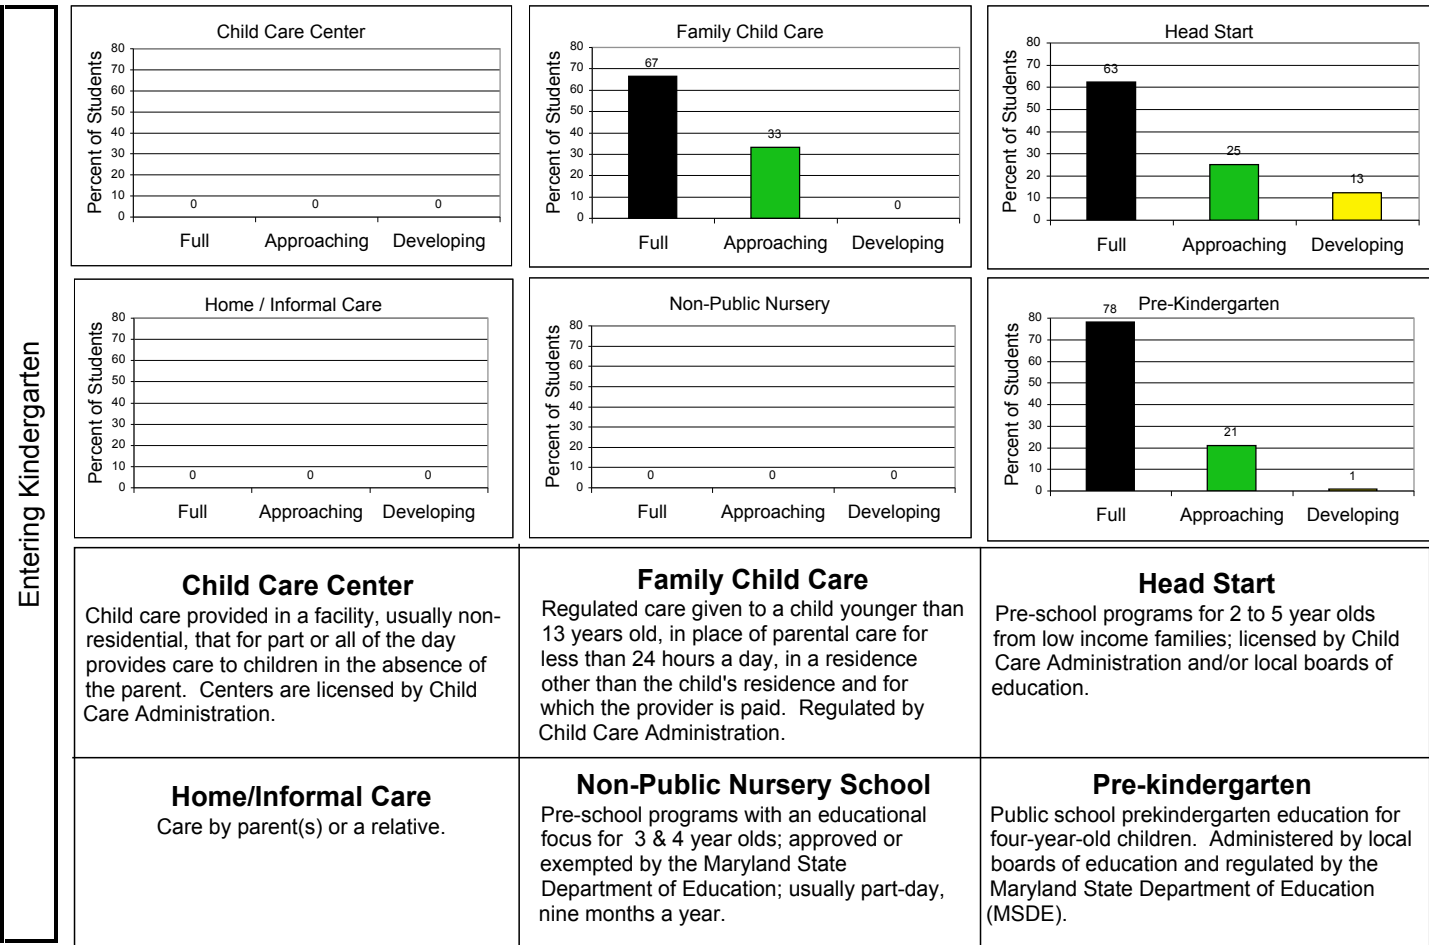 Entering Kindergarten
Child Care Center
Percent of Students
80
70
60
50
40
30
20
10
0
0 0 0
Full Approaching Developing
Family Child Care
Percent of Students
80
70
60
50
40
30
20
10
0
67
33
0
Full Approaching Developing
Head Start
Percent of Students
80
70
60
50
40
30
20
10
0
63
25
13
Full Approaching Developing
Home / Informal Care
Percent of Students
80
70
60
50
40
30
20
10
0
0 0 0
Full Approaching Developing
Non-Public Nursery
Percent of Students
80
70
60
50
40
30
20
10
0
0 0 0
Full Approaching Developing
Pre-Kindergarten
Percent of Students
80
70
60
50
40
30
20
10
0
78
21
1
Full Approaching Developing
Child Care Center
Child care provided in a facility, usually non-
residential, that for part or all of the day
provides care to children in the absence of
the parent.  Centers are licensed by Child
Care Administration.
Family Child Care
Regulated care given to a child younger than
13 years old, in place of parental care for
less than 24 hours a day, in a residence
other than the child's residence and for
which the provider is paid.  Regulated by
Child Care Administration.
Head Start
Pre-school programs for 2 to 5 year olds
from low income families; licensed by Child
Care Administration and/or local boards of
education.
Home/Informal Care
Care by parent(s) or a relative.
Non-Public Nursery School
Pre-school programs with an educational
focus for  3 & 4 year olds; approved or
exempted by the Maryland State
Department of Education; usually part-day,
nine months a year.
Pre-kindergarten
Public school prekindergarten education for
four-year-old children.  Administered by local
boards of education and regulated by the
Maryland State Department of Education
(MSDE).